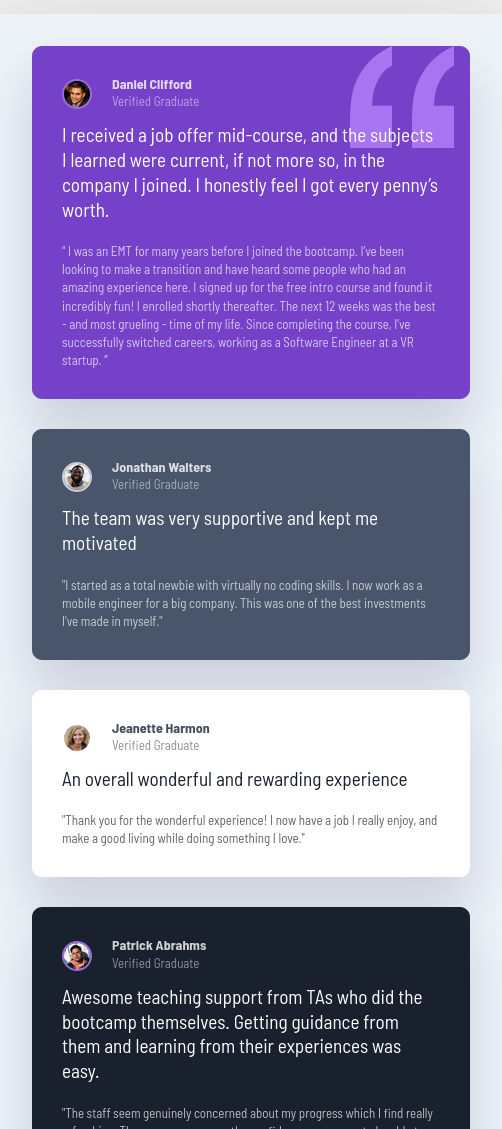 Daniel Clifford
Verified Graduate
I received a job offer mid-course, and the subjects
I learned were current, if not more so, in the
company I joined. I honestly feel I got every penny’s
worth.
“ I was an EMT for many years before I joined the bootcamp. I’ve been
looking to make a transition and have heard some people who had an
amazing experience here. I signed up for the free intro course and found it
incredibly fun! I enrolled shortly thereafter. The next 12 weeks was the best
- and most grueling - time of my life. Since completing the course, I’ve
successfully switched careers, working as a Software Engineer at a VR
startup. ”
Jonathan Walters
Verified Graduate
The team was very supportive and kept me
motivated
"I started as a total newbie with virtually no coding skills. I now work as a
mobile engineer for a big company. This was one of the best investments
I've made in myself."
Jeanette Harmon
Verified Graduate
An overall wonderful and rewarding experience
"Thank you for the wonderful experience! I now have a job I really enjoy, and
make a good living while doing something I love."
Patrick Abrahms
Verified Graduate
Awesome teaching support from TAs who did the
bootcamp themselves. Getting guidance from
them and learning from their experiences was
easy.
"The staff seem genuinely concerned about my progress which I find really